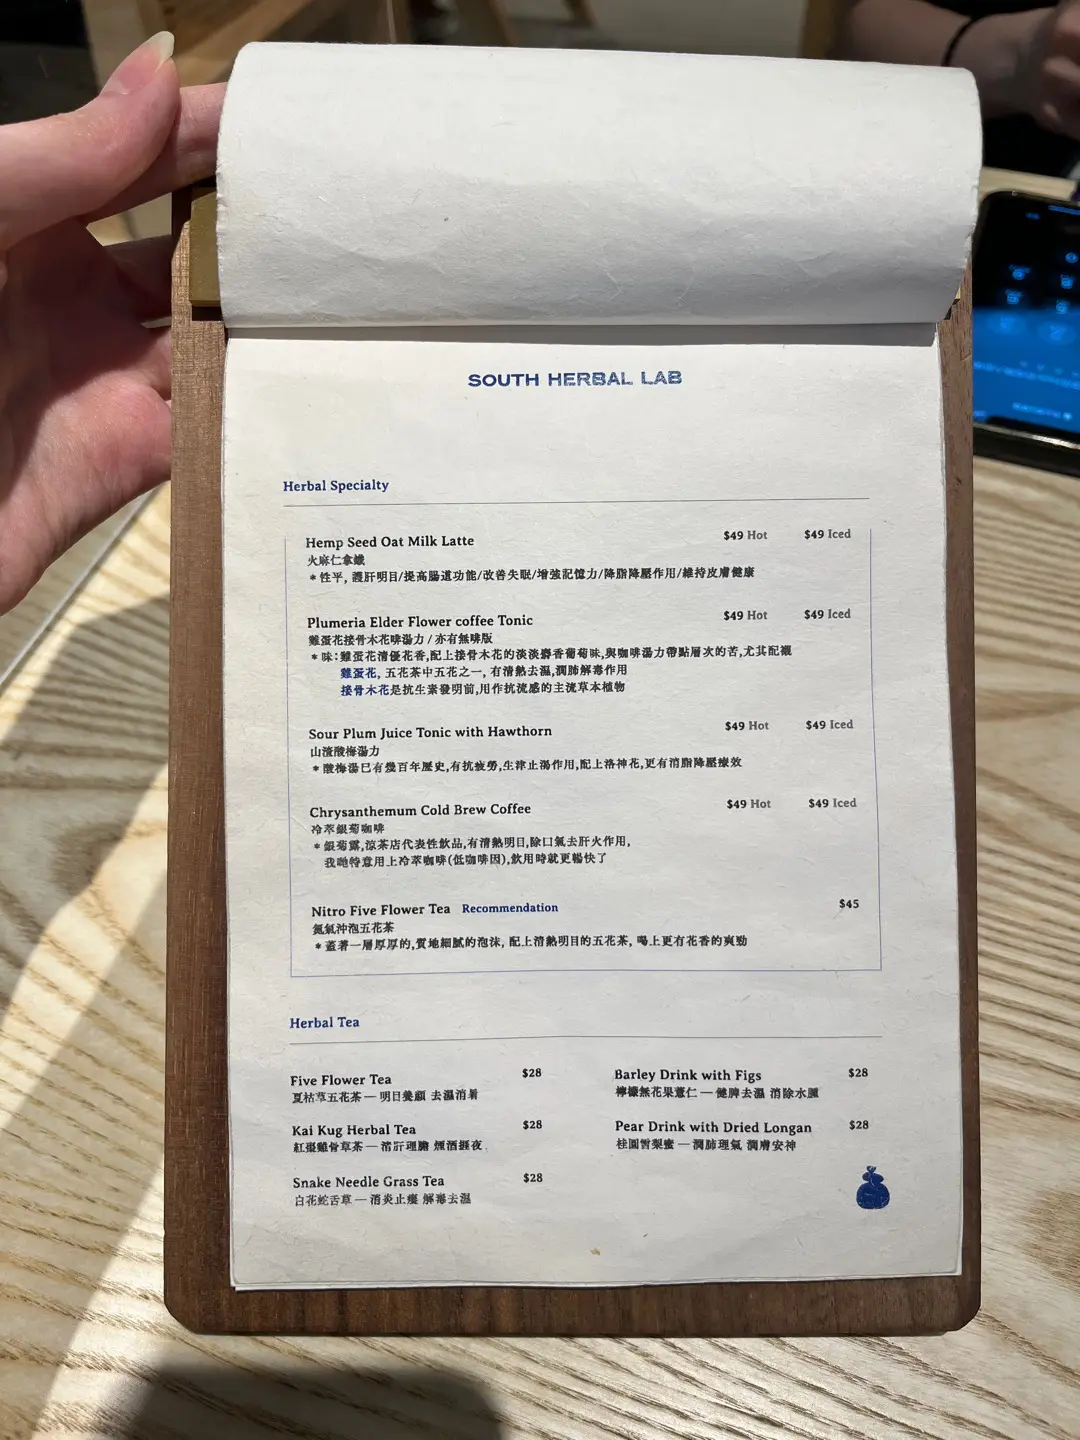 SOUTH HERBAL LAB
Herbal Specialty
Hemp Seed Oat Milk Latte $49 Hot $49 Iced
火麻仁拿鐵
* 性平, 護肝明目/提高腸道功能/改善失眠/增強記憶力/降脂降壓作用/維持皮膚健康
Plumeria Elder Flower coffee Tonic $49 Hot $49 Iced
雞蛋花接骨木花啡湯力 / 亦有無啡版
* 味:雞蛋花清優花香,配上接骨木花的淡淡麝香葡萄味,與咖啡湯力帶點層次的苦,尤其配襯
雞蛋花, 五花茶中五花之一, 有清熱去濕,潤肺解毒作用
接骨木花是抗生素發明前,用作抗流感的主流草本植物
Sour Plum Juice Tonic with Hawthorn $49 Hot $49 Iced
山渣酸梅湯力
* 酸梅湯已有幾百年歷史,有抗疲勞,生津止渴作用,配上洛神花,更有消脂降壓療效
Chrysanthemum Cold Brew Coffee $49 Hot $49 Iced
冷萃銀菊咖啡
* 銀菊露,涼茶店代表性飲品,有清熱明目,除口氣去肝火作用,
我哋特意用上冷萃咖啡(低咖啡因),飲用時就更暢快了
Nitro Five Flower Tea Recommendation $45
氮氣沖泡五花茶
* 蓋著一層厚厚的,質地細膩的泡沫, 配上清熱明目的五花茶, 喝上更有花香的爽勁
Herbal Tea
Five Flower Tea $28
夏枯草五花茶 — 明目養顏 去濕消暑
Kai Kug Herbal Tea $28
紅棗雞骨草茶 — 清肝理膽 煙酒捱夜
Snake Needle Grass Tea $28
白花蛇舌草 — 消炎止癢 解毒去濕
Barley Drink with Figs $28
檸檬無花果薏仁 — 健脾去濕 消除水腫
Pear Drink with Dried Longan $28
桂圓雪梨蜜 — 潤肺理氣 潤膚安神